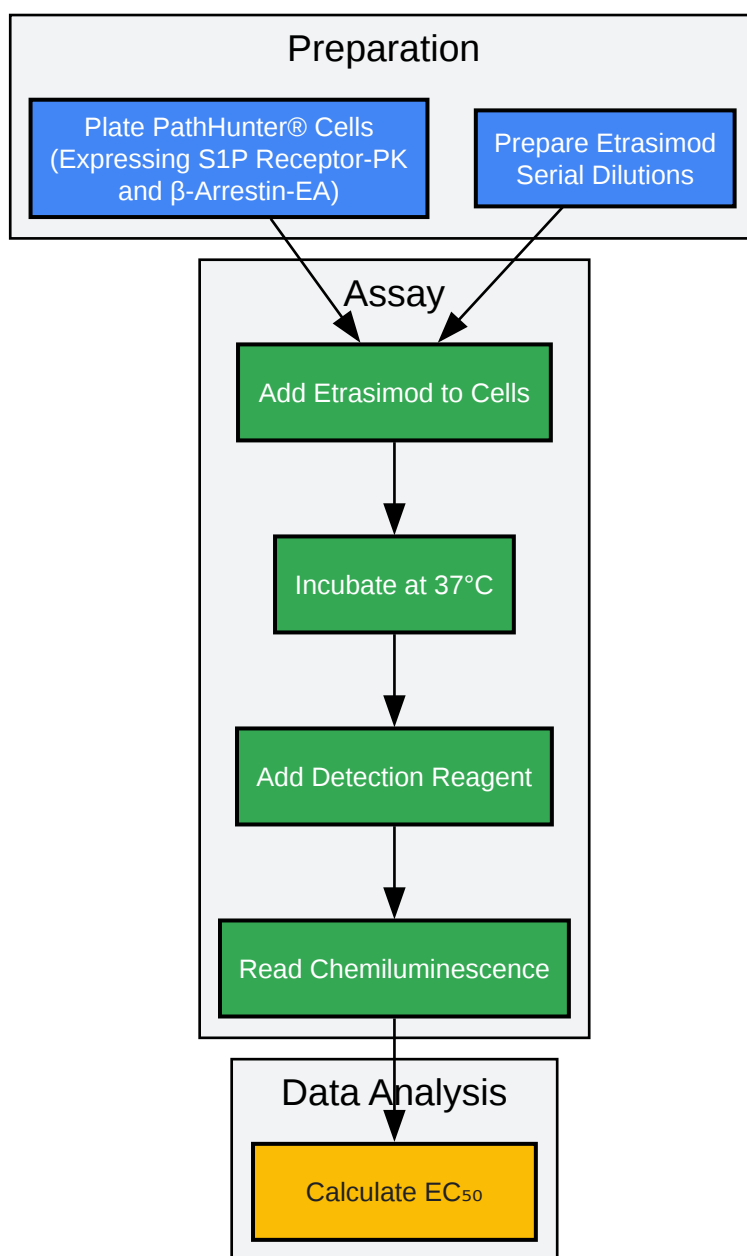 Preparation
Plate PathHunter® Cells
(Expressing S1P Receptor-PK
and β-Arrestin-EA)
Prepare Etrasimod
Serial Dilutions
Assay
Add Etrasimod to Cells
Incubate at 37°C
Add Detection Reagent
Read Chemiluminescence
Data Analysis
Calculate EC₅₀